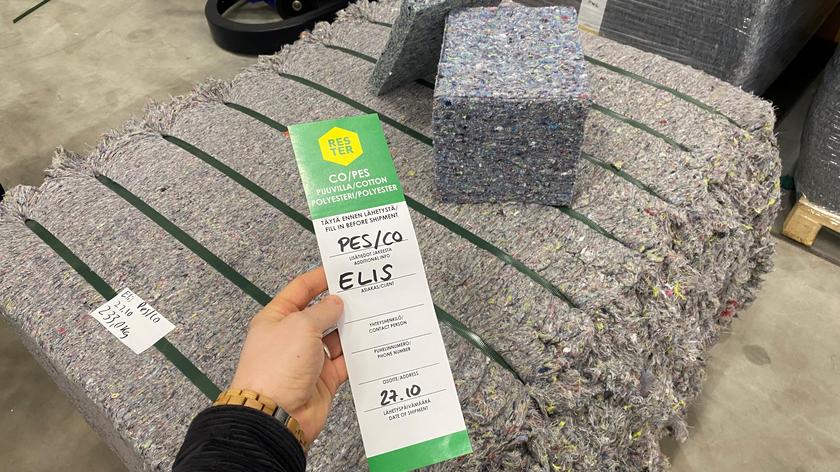 RES
TER
CO/PES
PUUVILLA/COTTON
POLYESTERI/POLYESTER
TÄYTÄ ENNEN LÄHETYSTÄ/
FILL IN BEFORE SHIPMENT
PES/CO
LISÄTIEDOT JAKEESTA
ADDITIONAL INFO
ELIS
ASIAKAS/CLIENT
YHTEYSHENKILÖ/
CONTACT PERSON
PUHELINNUMERO/
PHONE NUMBER
OSOITE/ADDRESS
27.10
LÄHETYSPÄIVÄMÄÄRÄ
DATE OF SHIPMENT
Pes/co
27.10
233,0kg